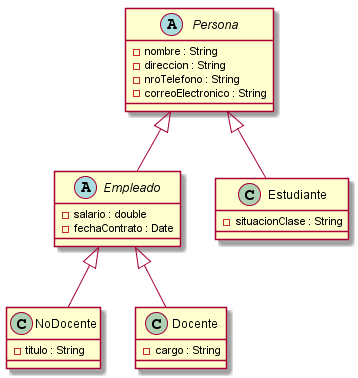 A Persona
nombre : String
direccion : String
nroTelefono : String
correoElectronico : String
A Empleado
salario : double
fechaContrato : Date
C Estudiante
situacionClase : String
C NoDocente
titulo : String
C Docente
cargo : String